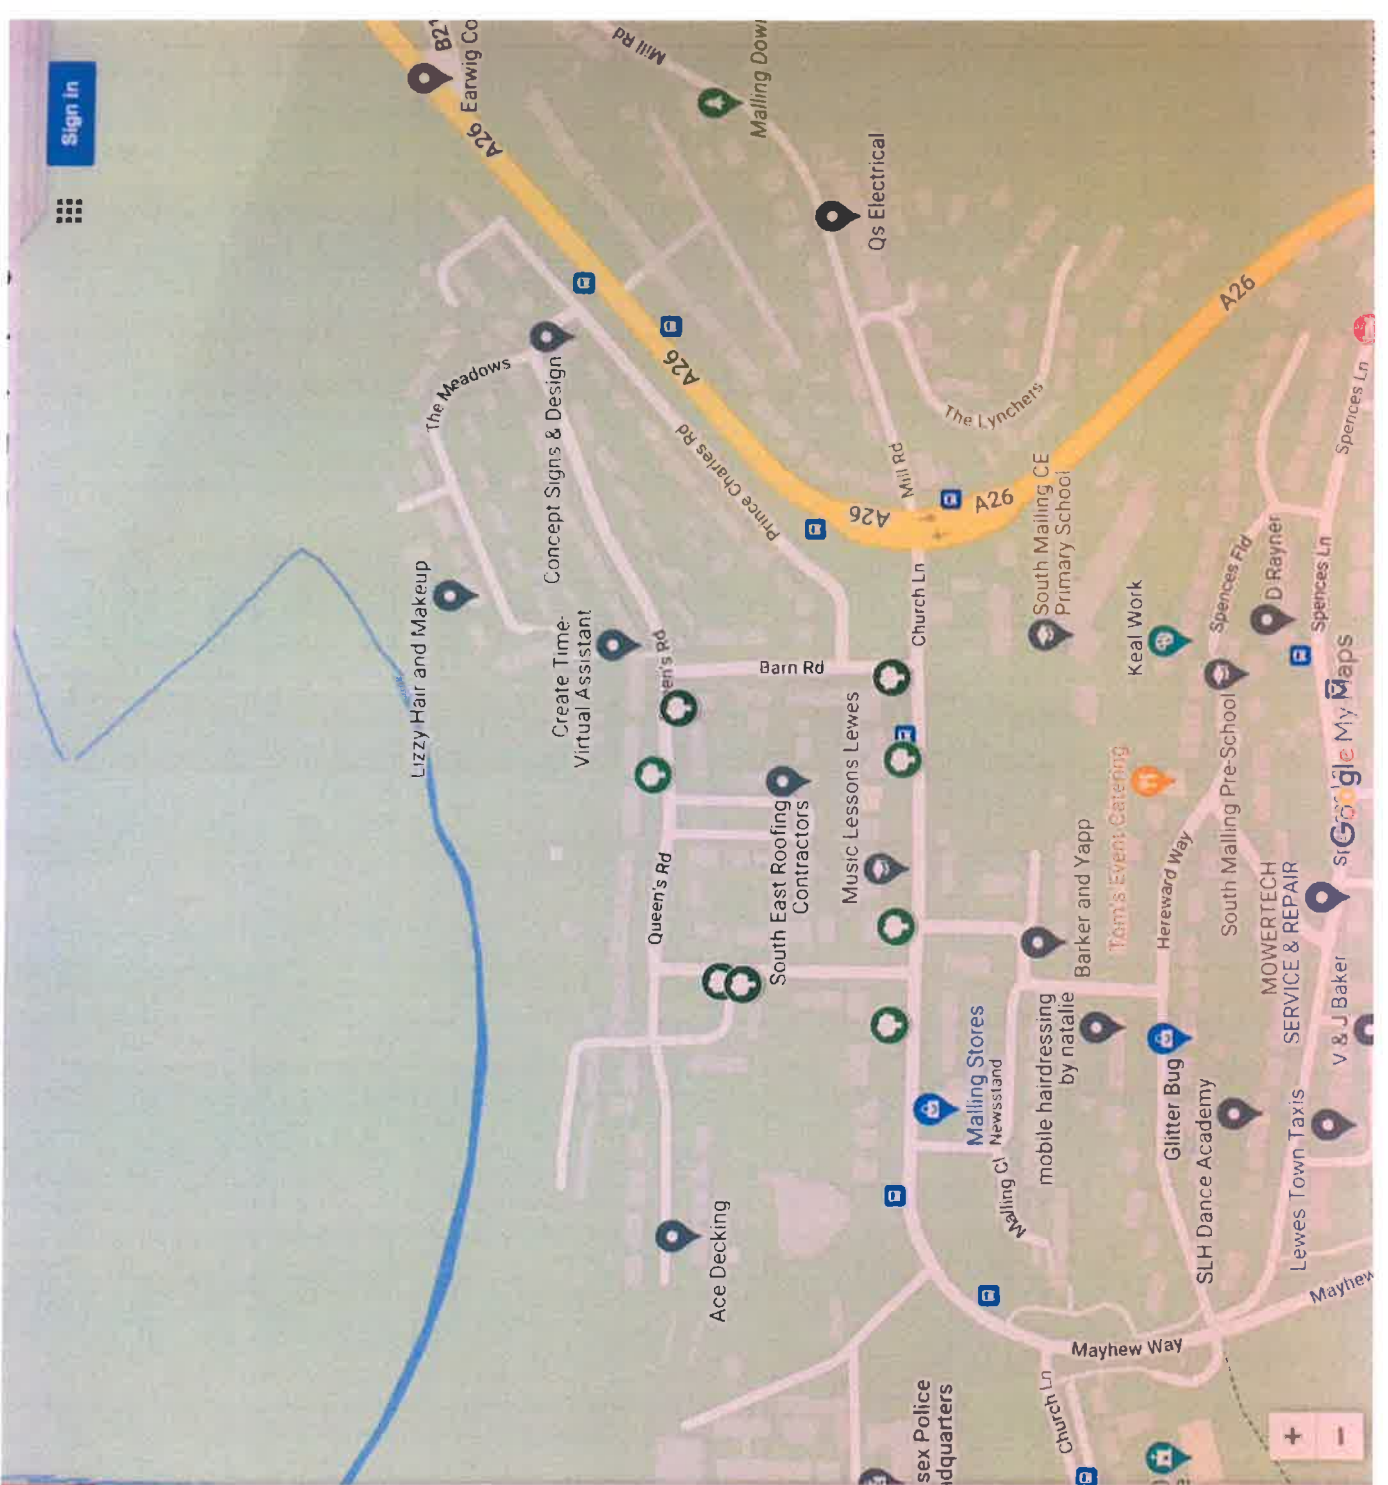 Sign in
B21
Earwig Co
A26
Mill Rd
Malling Down
Qs Electrical
The Meadows
Concept Signs & Design
A26
Prince Charles Rd
Mill Rd
The Lynchets
A26
A26
A26
Lizzy Hair and Makeup
Create Time-
Virtual Assistant
en's Rd
Barn Rd
Church Ln
South Malling CE
Primary School
Keal Work
Spences Fld
D Rayner
Spences Ln
Spences Ln
Queen's Rd
South East Roofing
Contractors
Music Lessons Lewes
Barker and Yapp
Tom's Event Catering
Hereward Way
South Malling Pre-School
MOWERTECH
SERVICE & REPAIR
Google My Maps
V & J Baker
Malling Stores
Newsstand
mobile hairdressing
by natalie
Glitter Bug
SLH Dance Academy
Lewes Town Taxis
Malling Cl
Ace Decking
Mayhew Way
Mayhew
Church Ln
sex Police
adquarters
+
−